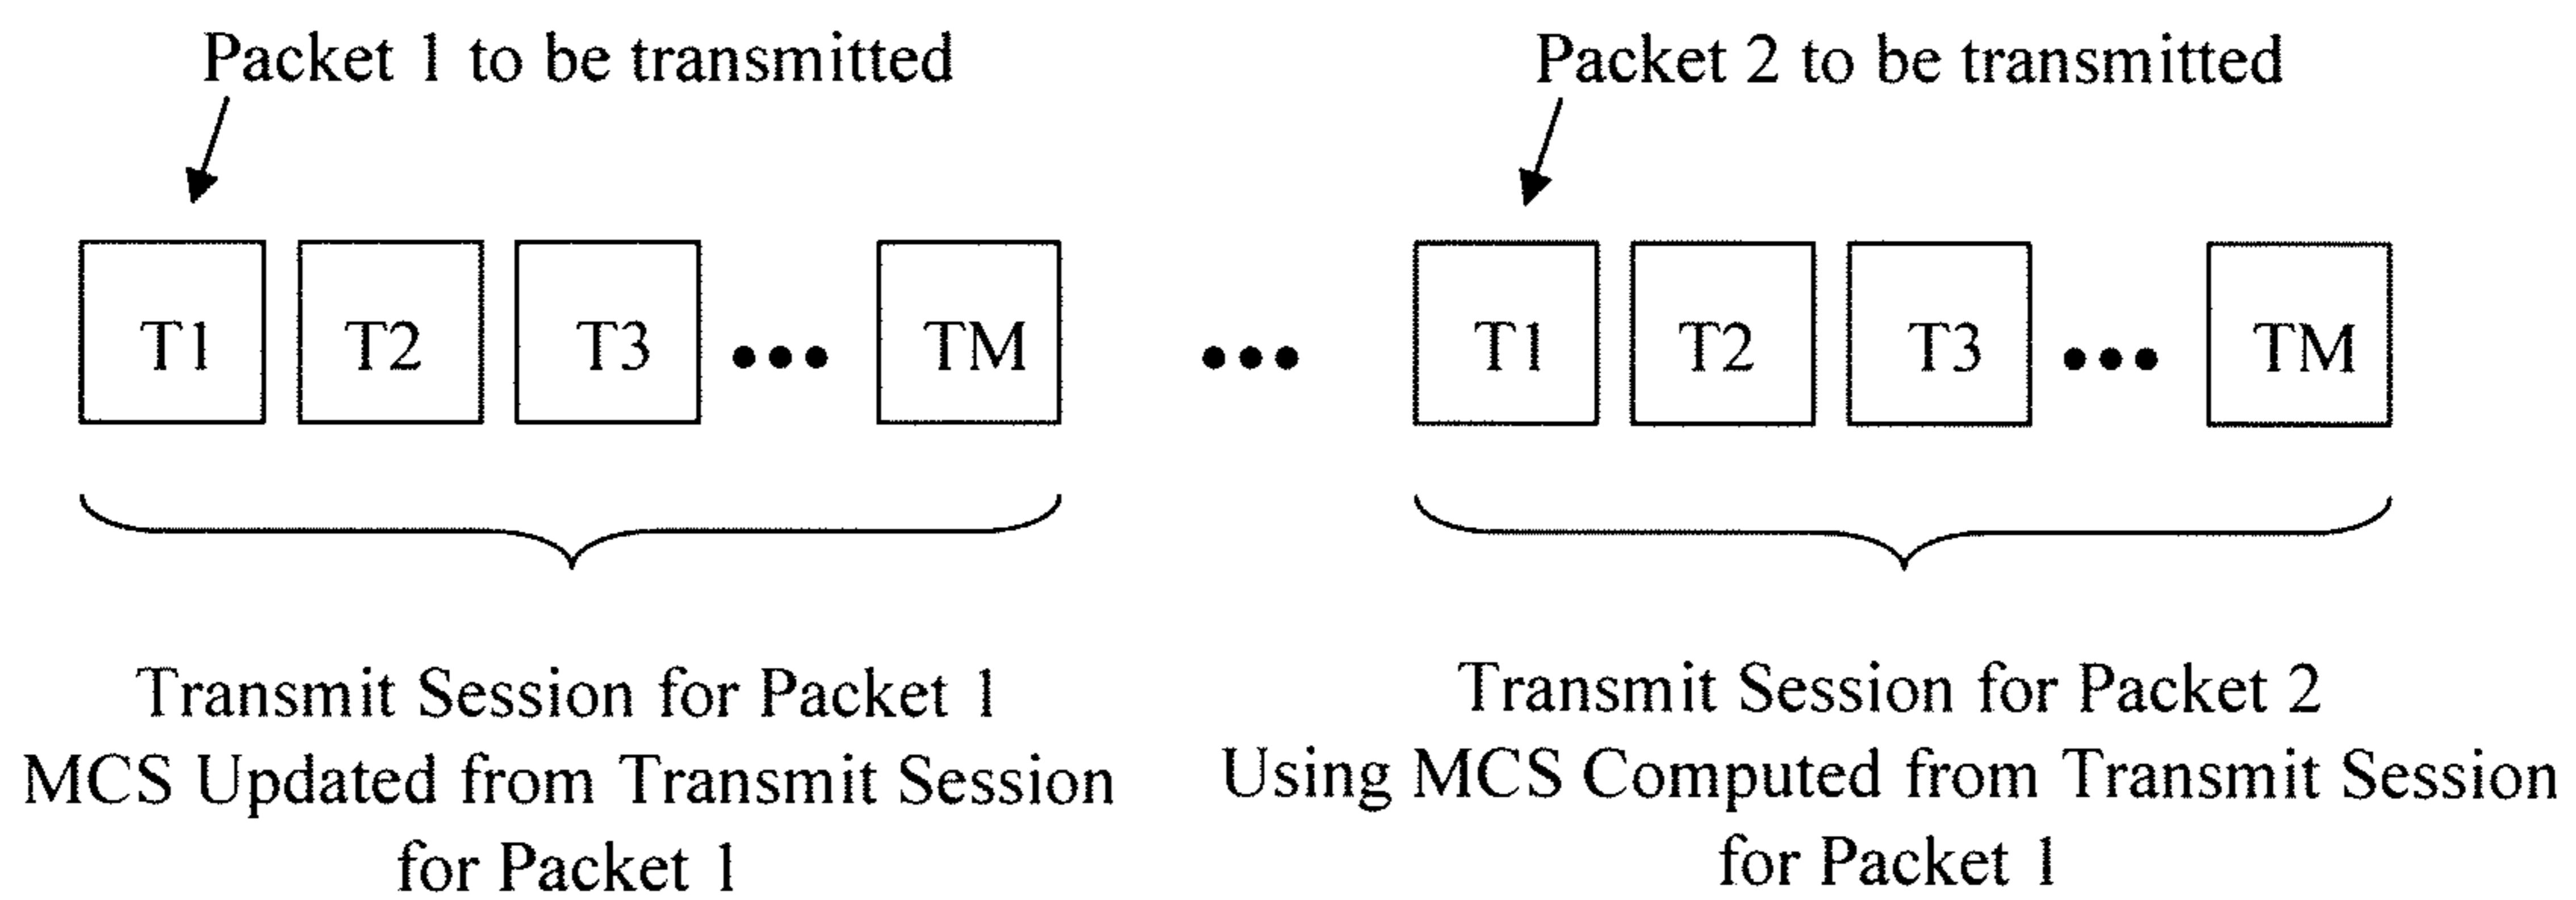 Packet 1 to be transmitted
Packet 2 to be transmitted
T1 T2 T3 ••• TM ••• T1 T2 T3 ••• TM
Transmit Session for Packet 1
MCS Updated from Transmit Session
for Packet 1
Transmit Session for Packet 2
Using MCS Computed from Transmit Session
for Packet 1